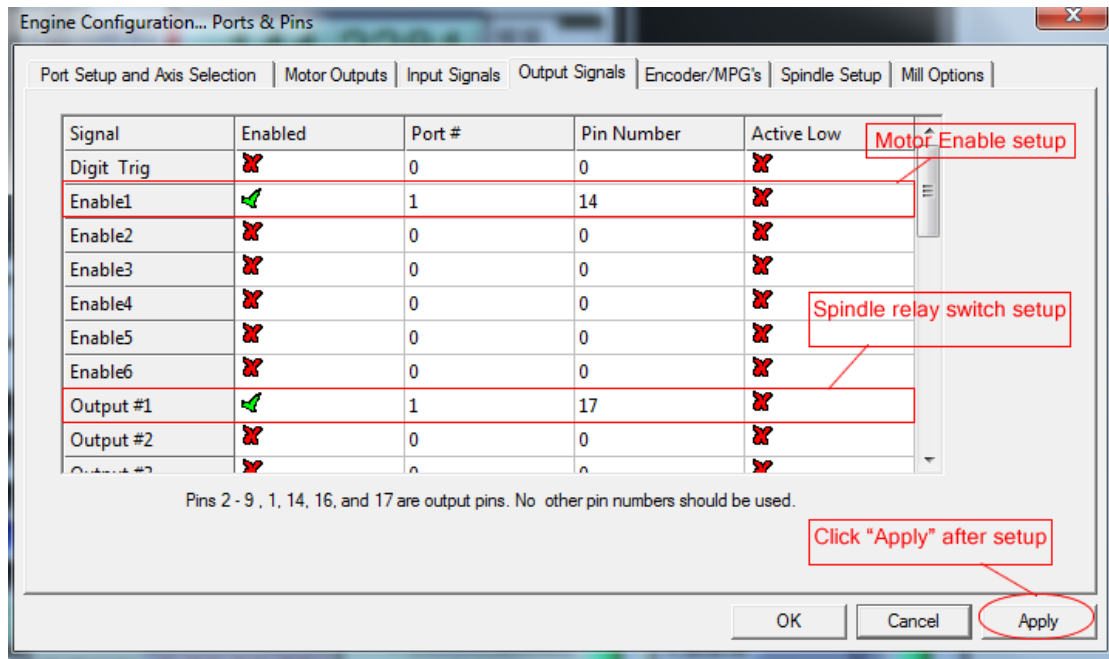 Engine Configuration... Ports & Pins
Port Setup and Axis Selection Motor Outputs Input Signals Output Signals Encoder/MPG's Spindle Setup Mill Options
Signal Enabled Port # Pin Number Active Low
Motor Enable setup
Digit Trig 0 0
Enable1 1 14
Enable2 0 0
Enable3 0 0
Enable4 0 0
Spindle relay switch setup
Enable5 0 0
Enable6 0 0
Output #1 1 17
Output #2 0 0
Pins 2 - 9 , 1, 14, 16, and 17 are output pins. No other pin numbers should be used.
Click “Apply” after setup
OK Cancel Apply